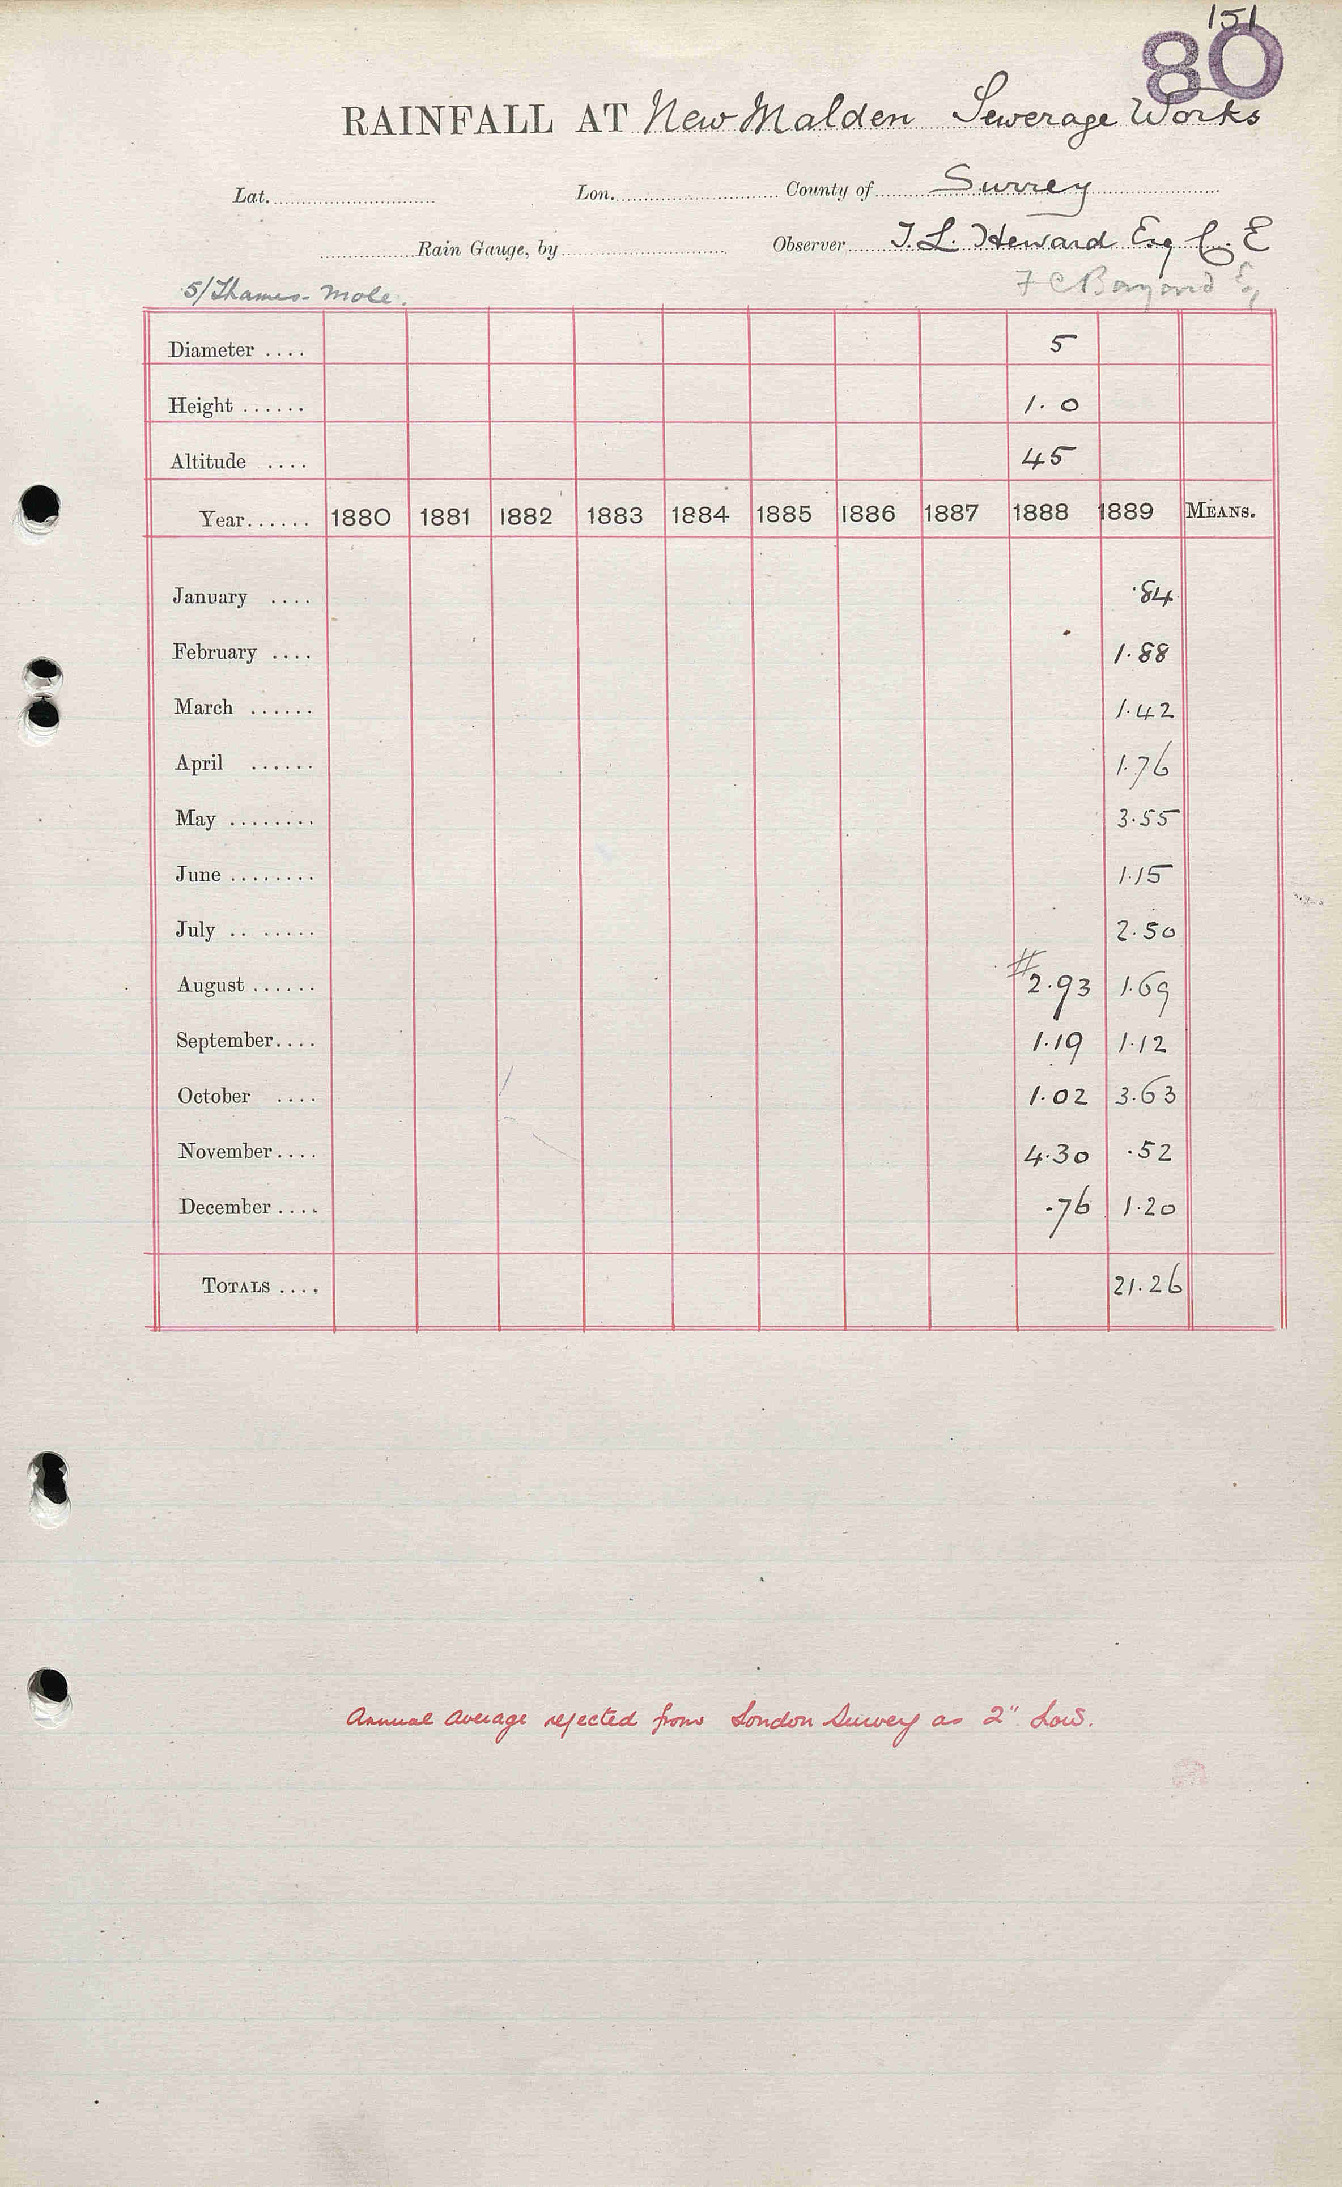 151
80
RAINFALL AT New Malden Sewerage Works
Lat. Lon. County of Surrey
Rain Gauge, by Observer T. L. Heward Esq C. E
5/Thames-Mole. F C Esq
Diameter .... 5
Height ...... 1.0
Altitude .... 45
Year...... 1880 1881 1882 1883 1884 1885 1886 1887 1888 1889 MEANS.
January .... .84
February .... 1.88
March ...... 1.42
April ...... 1.76
May ........ 3.55
June ........ 1.15
July .. ...... 2.50
August ...... # 2.93 1.69
September.... 1.19 1.12
October .... 1.02 3.63
November.... 4.30 .52
December .... .76 1.20
TOTALS .... 21.26
Annual Average rejected from London Survey as 2" Low.